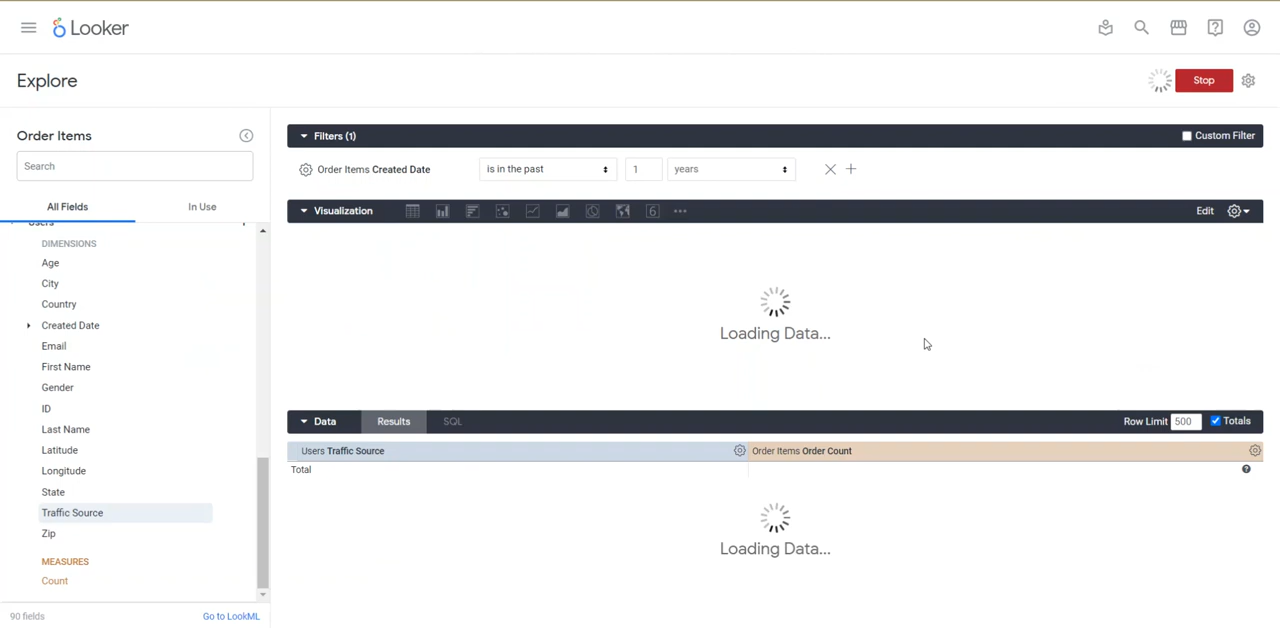 Looker
Explore
Stop
Order Items
Search
All Fields
In Use
Users
DIMENSIONS
Age
City
Country
Created Date
Email
First Name
Gender
ID
Last Name
Latitude
Longitude
State
Traffic Source
Zip
MEASURES
Count
90 fields
Go to LookML
Filters (1)
Custom Filter
Order Items Created Date
is in the past
1
years
Visualization
6
Edit
Loading Data...
Data
Results
SQL
Row Limit 500
Totals
Users Traffic Source
Order Items Order Count
Total
Loading Data...